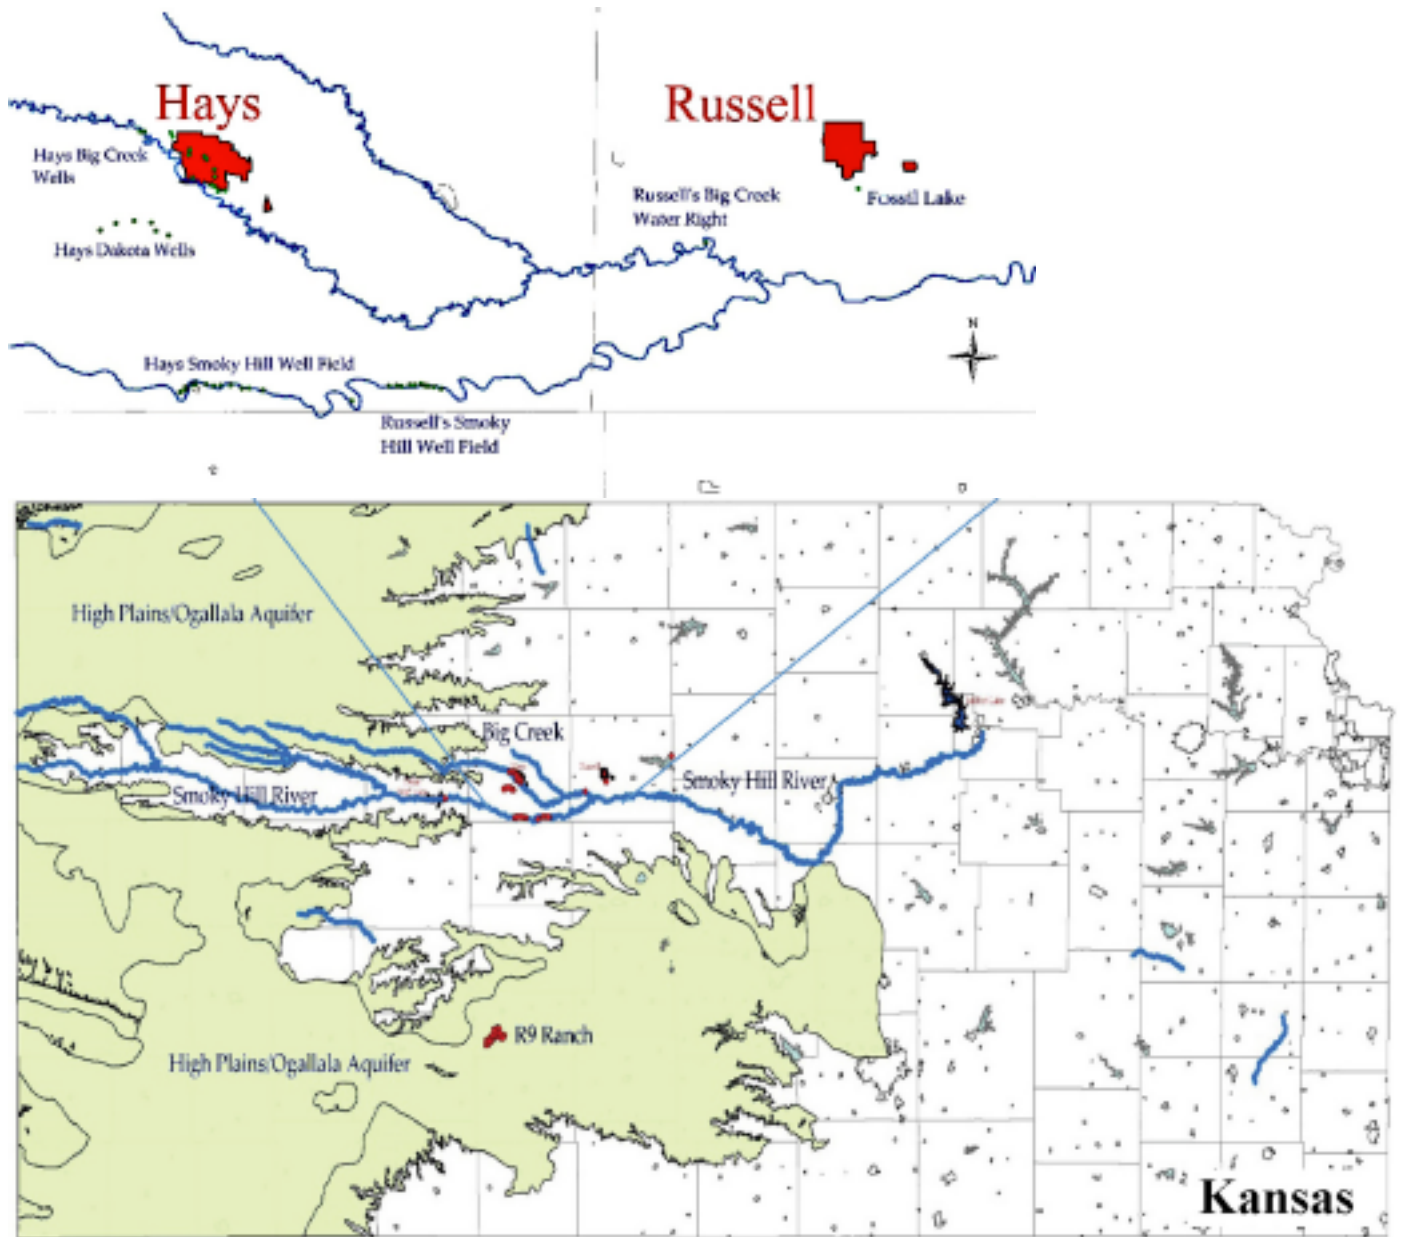 Hays
Russell
Hays Big Creek
Wells
Russell's Big Creek
Water Right
Fossil Lake
Hays Dakota Wells
N
Hays Smoky Hill Well Field
Russell's Smoky
Hill Well Field
High Plains/Ogallala Aquifer
Big Creek
Smoky Hill River
Smoky Hill River
R9 Ranch
High Plains/Ogallala Aquifer
Kansas